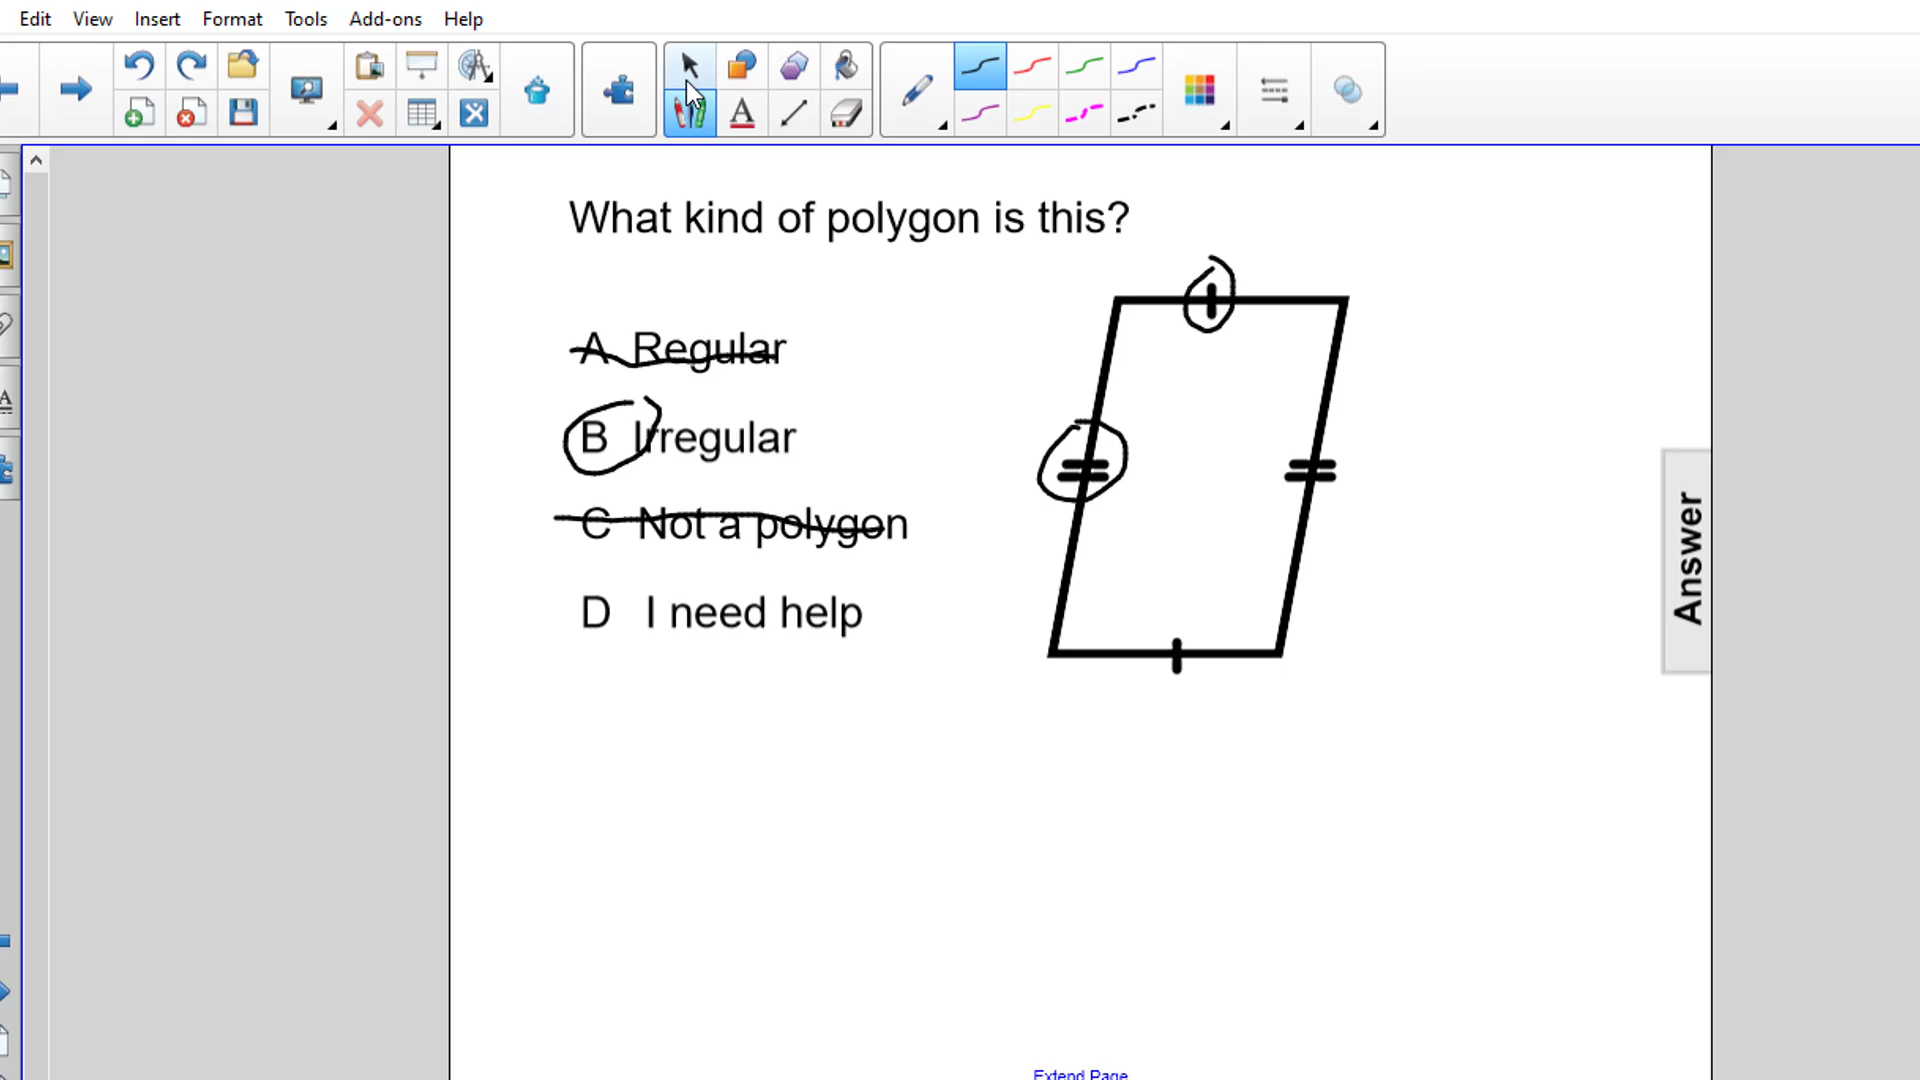 Edit View Insert Format Tools Add-ons Help
What kind of polygon is this?
A Regular
B Irregular
C Not a polygon
D I need help
Answer
Extend Page